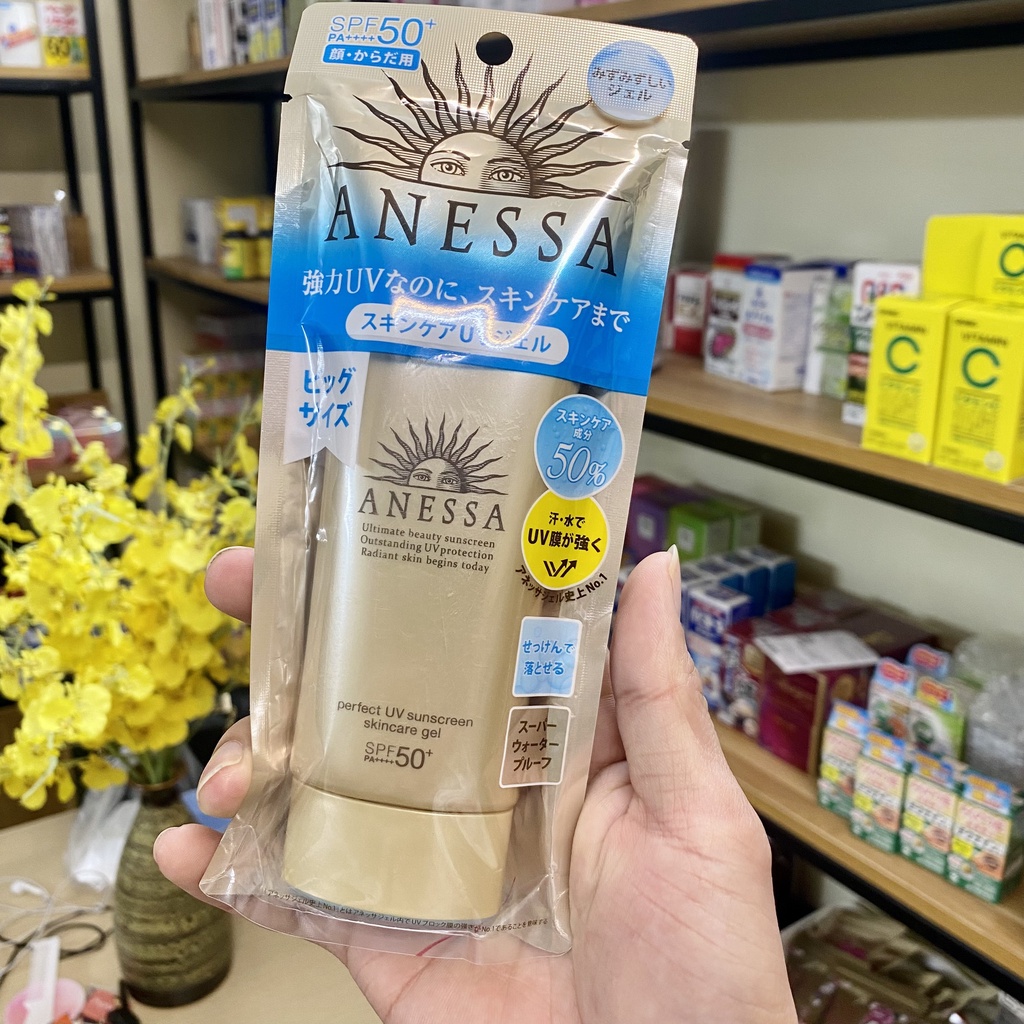 SPF50+
PA++++
顔・からだ用
みずみずしい
ジェル
ANESSA
強力UVなのに、スキンケアまで
スキンケアUVジェル
ビッグ
サイズ
スキンケア
成分
50%
ANESSA
Ultimate beauty sunscreen
Outstanding UV protection
Radiant skin begins today
汗・水で
UV膜が強く
アネッサジェル史上No.1
せっけんで
落とせる
perfect UV sunscreen
skincare gel
SPF50+
PA++++
スーパー
ウォーター
プルーフ
VITAMIN
C
VITAMIN
C